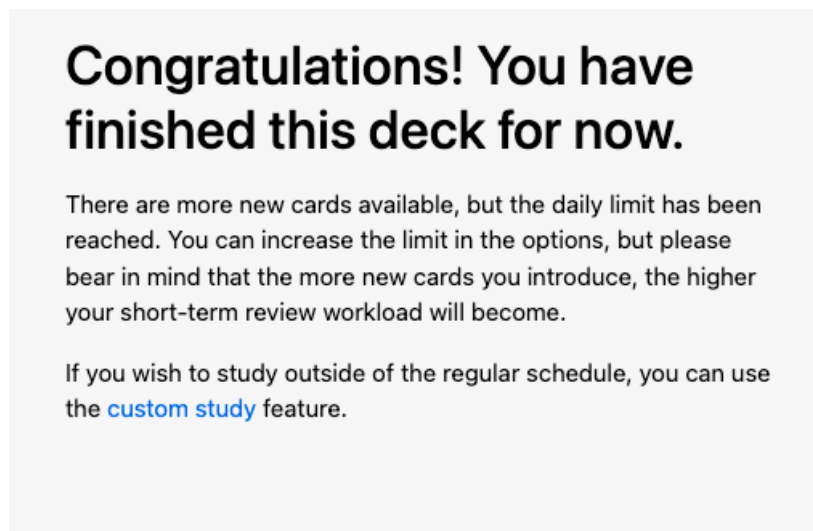 Congratulations! You have
finished this deck for now.
There are more new cards available, but the daily limit has been
reached. You can increase the limit in the options, but please
bear in mind that the more new cards you introduce, the higher
your short-term review workload will become.
If you wish to study outside of the regular schedule, you can use
the custom study feature.